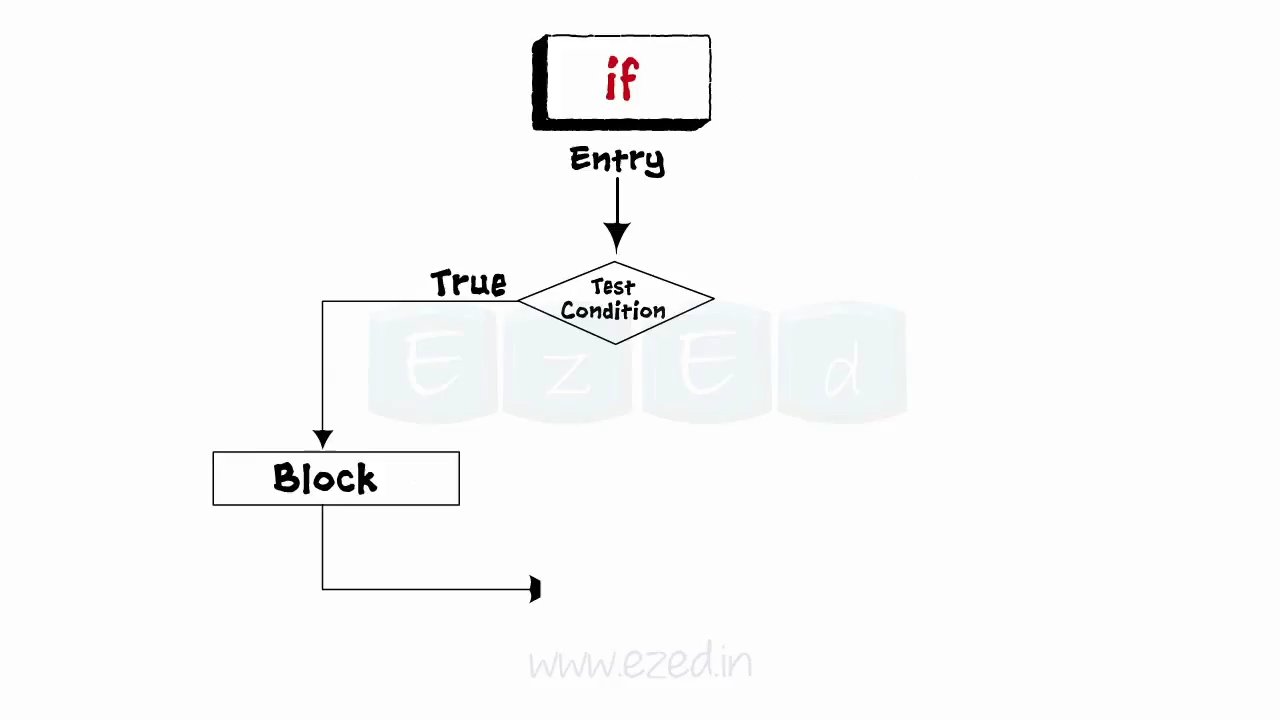 if
Entry
True
Test
Condition
E z E d
Block
www.ezed.in